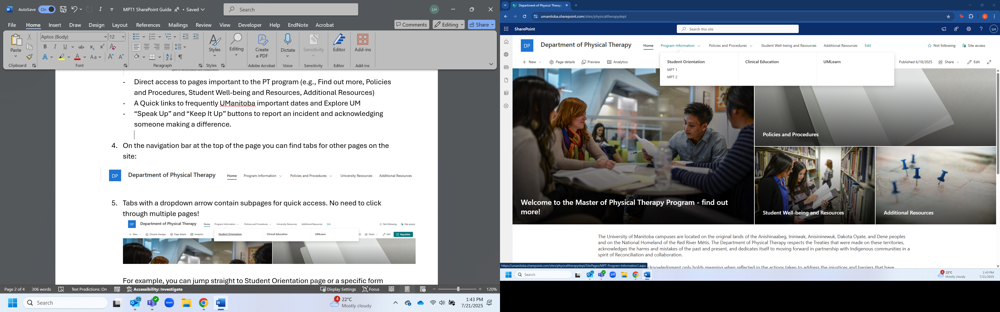 AutoSave On MPT1 SharePoint Guide • Saved Search LH
File Home Insert Draw Design Layout References Mailings Review View Developer Help EndNote Acrobat Comments Editing Share
Aptos (Body) 12
Paste Styles Editing Create a PDF Dictate Sensitivity Editor Add-ins
Clipboard Font Paragraph Styles Adobe Acrobat Voice Sensitivity Editor Add-ins
spirit of Reconciliation and collaboration.
- Direct access to pages important to the PT program (e.g., Find out more, Policies
and Procedures, Student Well-being and Resources, Additional Resources)
- A Quick links to frequently UManitoba important dates and Explore UM
- “Speak Up” and “Keep It Up” buttons to report an incident and acknowledging
someone making a difference.
4. On the navigation bar at the top of the page you can find tabs for other pages on the
site:
DP Department of Physical Therapy Home Program Information Policies and Procedures University Resources Additional Resources
5. Tabs with a dropdown arrow contain subpages for quick access. No need to click
through multiple pages!
DP Department of Physical Therapy Home Program Information Policies and Procedures University Resources Additional Resources Edit Not following Site access
New Discard changes Page details Analytics Student Orientation Clinical Education UMLearn 25 Share Edit Republish
For example, you can jump straight to Student Orientation page or a specific form
Page 2 of 4 306 words Text Predictions: On Accessibility: Investigate Display Settings Focus 120%
Search zoom 4 22°C Mostly cloudy 1:43 PM 7/21/2025
Department of Physical Therapy
umanitoba.sharepoint.com/sites/physicaltherapydept
SharePoint Search this site LH
DP Department of Physical Therapy Home Program Information Policies and Procedures Student Well-being and Resources Additional Resources Edit Not following Site access
New Page details Preview Analytics Student Orientation Clinical Education UMLearn Published 6/18/2025 Share Edit
MPT 1
MPT 2
Policies and Procedures
Welcome to the Master of Physical Therapy Program - find out
more!
Student Well-being and Resources
Additional Resources
The University of Manitoba campuses are located on the original lands of the Anishinaabeg, Ininiwak, Anisininewuk, Dakota Oyate, and Dene peoples
and on the National Homeland of the Red River Métis. The Department of Physical Therapy respects the Treaties that were made on these territories,
acknowledges the harms and mistakes of the past and present, and dedicates itself to moving forward in partnership with Indigenous communities in a
spirit of Reconciliation and collaboration.
https://umanitoba.sharepoint.com/sites/physicaltherapydept/SitePages/MPT-Program-Information1.aspx
cknowledgment only holds meaning when reflected in the actions taken to address the injustices and barriers that have
Search zm 4 22°C Mostly cloudy 1:43 PM 7/21/2025